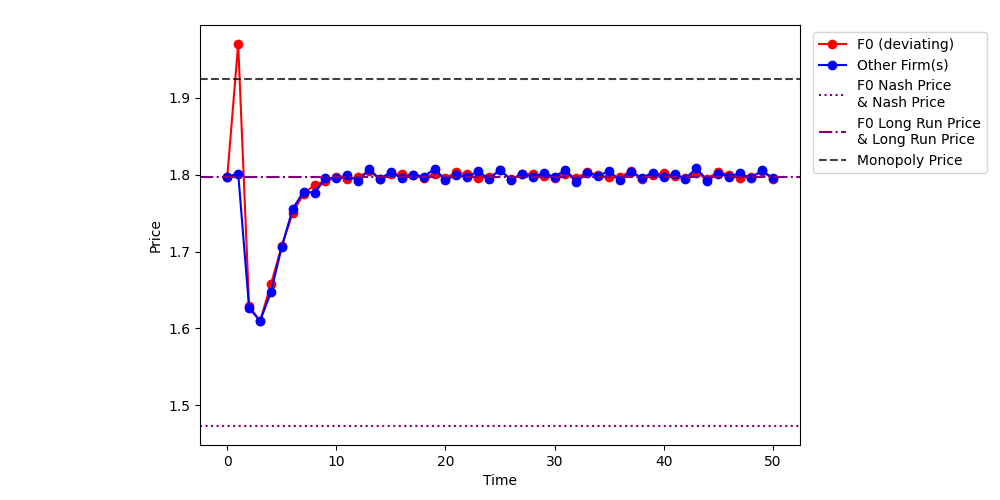 1.9
1.8
1.7
1.6
1.5
Price
0
10
20
30
40
50
Time
F0 (deviating)
Other Firm(s)
F0 Nash Price
& Nash Price
F0 Long Run Price
& Long Run Price
Monopoly Price